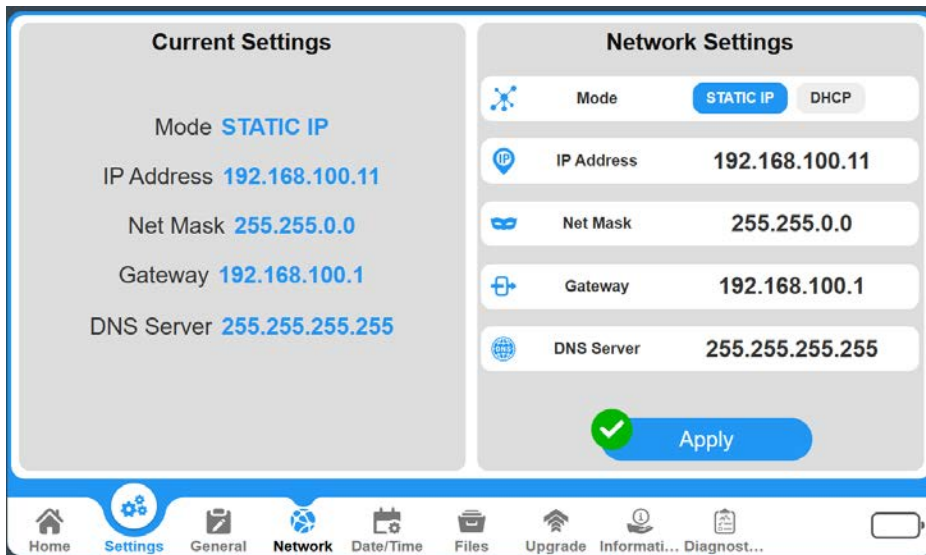 Current Settings
Mode STATIC IP
IP Address 192.168.100.11
Net Mask 255.255.0.0
Gateway 192.168.100.1
DNS Server 255.255.255.255
Network Settings
Mode STATIC IP DHCP
IP IP Address 192.168.100.11
Net Mask 255.255.0.0
Gateway 192.168.100.1
DNS DNS Server 255.255.255.255
Apply
Home Settings General Network Date/Time Files Upgrade Informati... Diagnost...